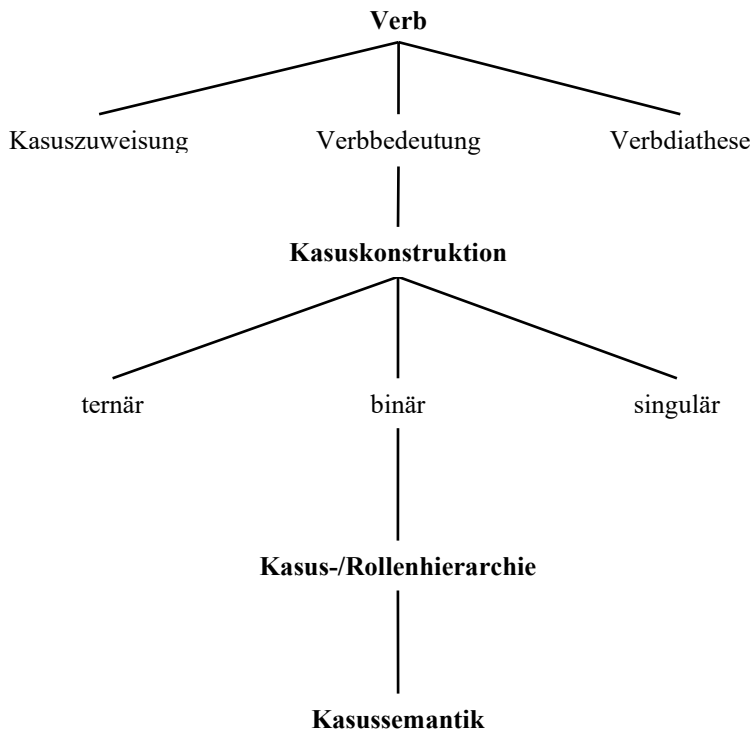 Verb
Kasuszuweisung Verbbedeutung Verbdiathese
Kasuskonstruktion
ternär binär singulär
Kasus-/Rollenhierarchie
Kasussemantik